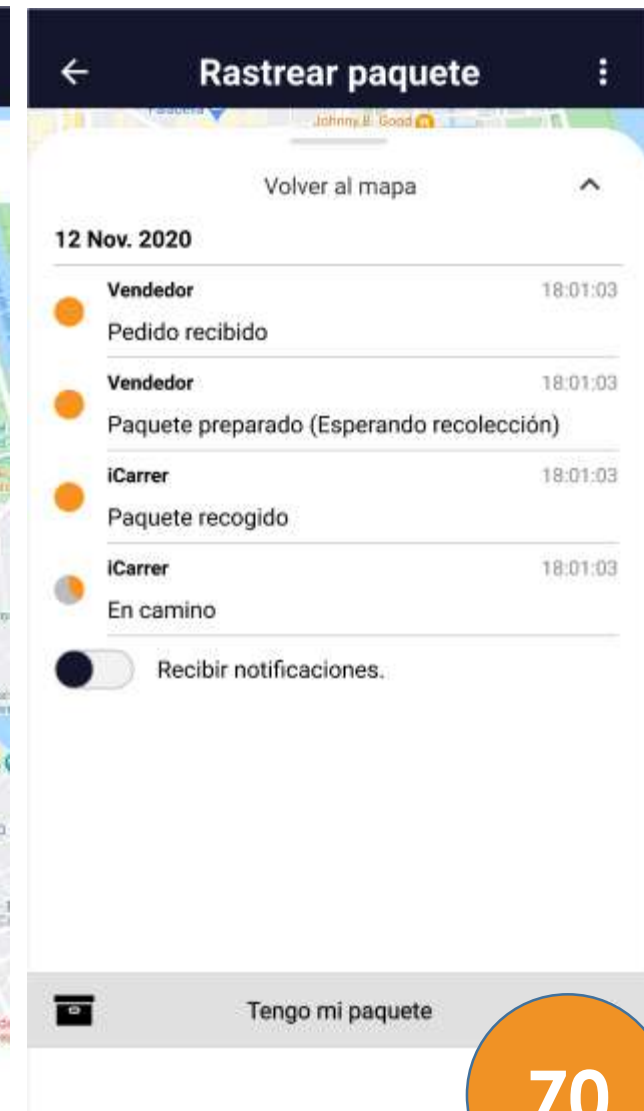 Rastrear paquete
Johnny B. Good
Volver al mapa
12 Nov. 2020
Vendedor 18:01:03
Pedido recibido
Vendedor 18:01:03
Paquete preparado (Esperando recolección)
iCarrer 18:01:03
Paquete recogido
iCarrer 18:01:03
En camino
Recibir notificaciones.
Tengo mi paquete
70